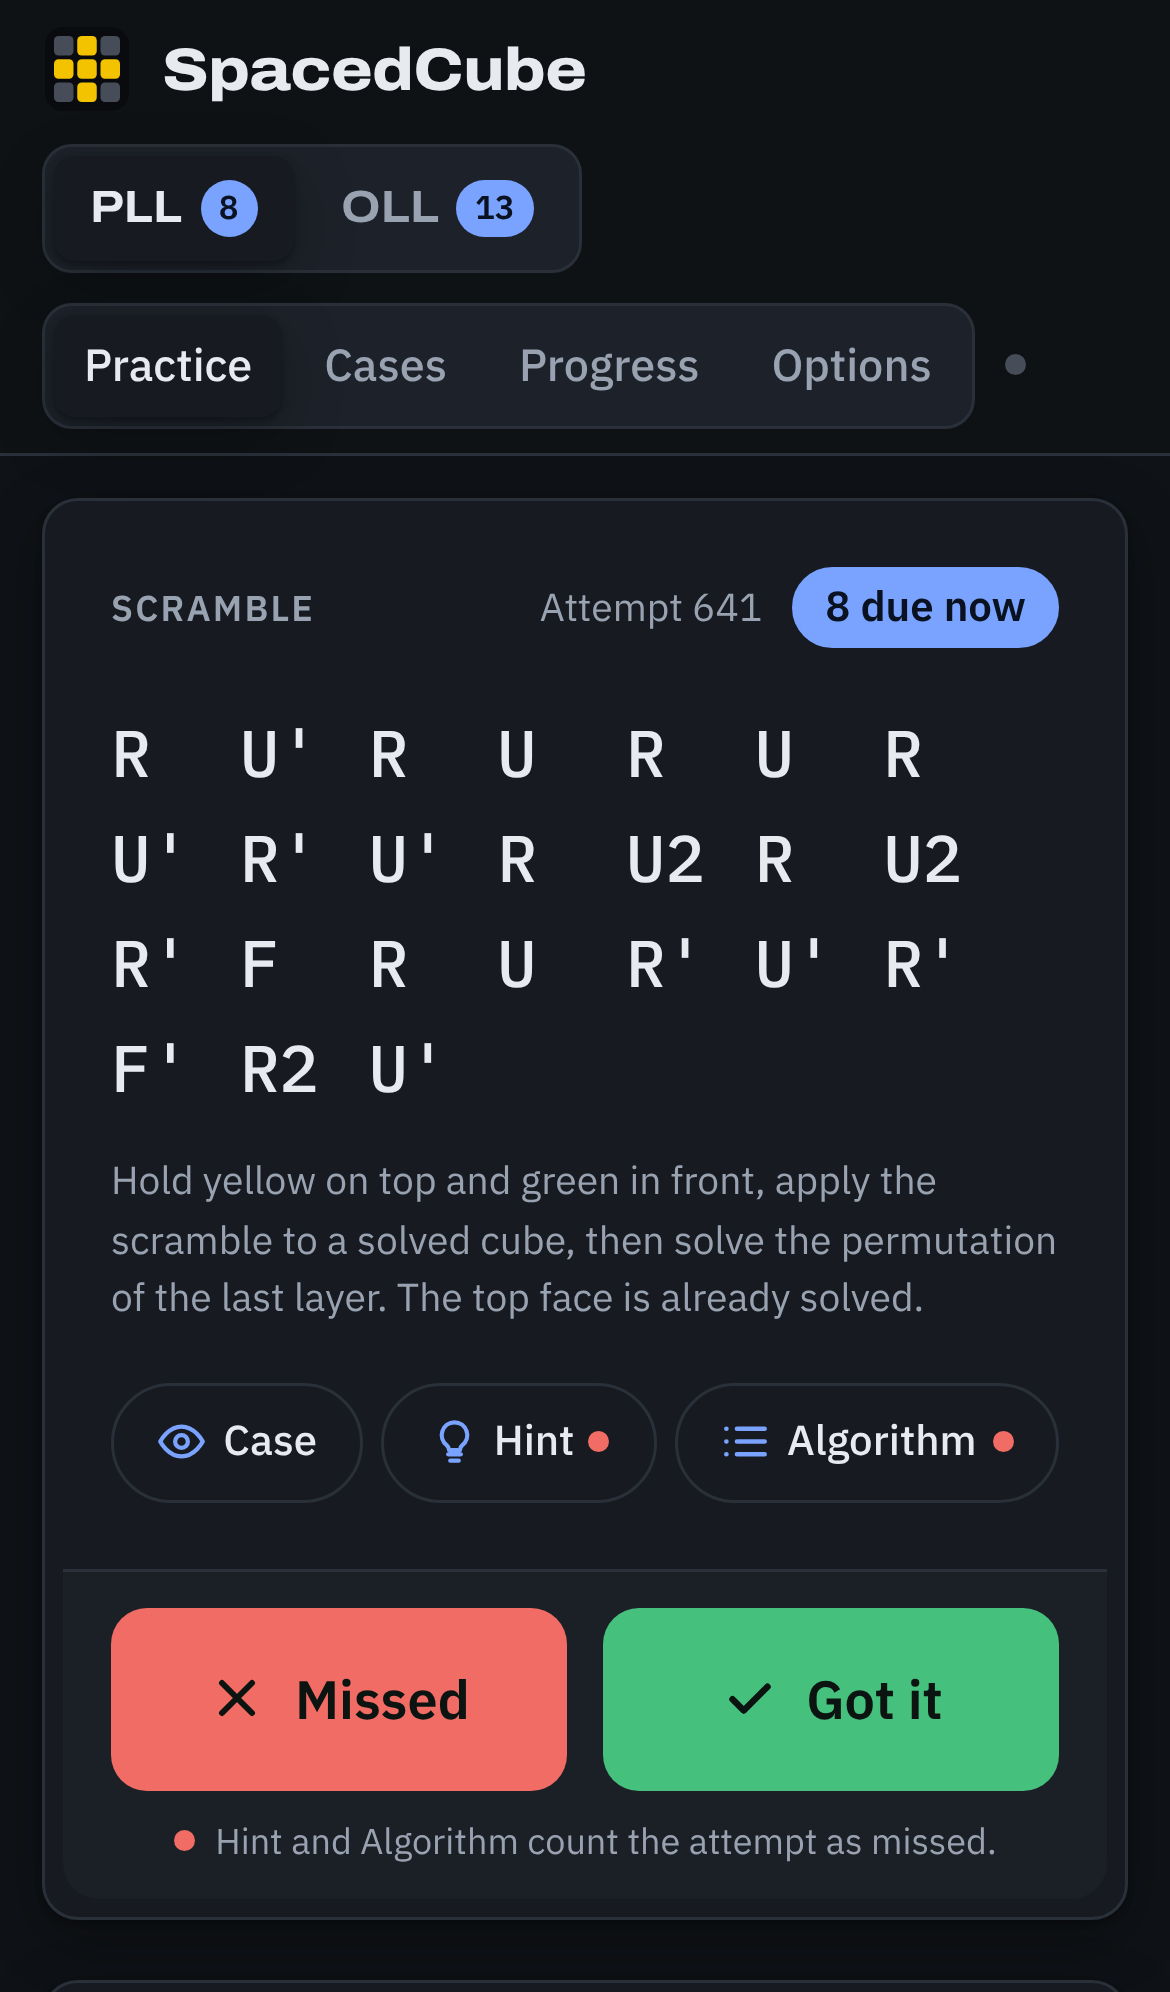 SpacedCube
PLL 8 OLL 13
Practice Cases Progress Options
SCRAMBLE Attempt 641 8 due now
R U' R U R U R
U' R' U' R U2 R U2
R' F R U R' U' R'
F' R2 U'
Hold yellow on top and green in front, apply the
scramble to a solved cube, then solve the permutation
of the last layer. The top face is already solved.
Case Hint Algorithm
Missed Got it
Hint and Algorithm count the attempt as missed.